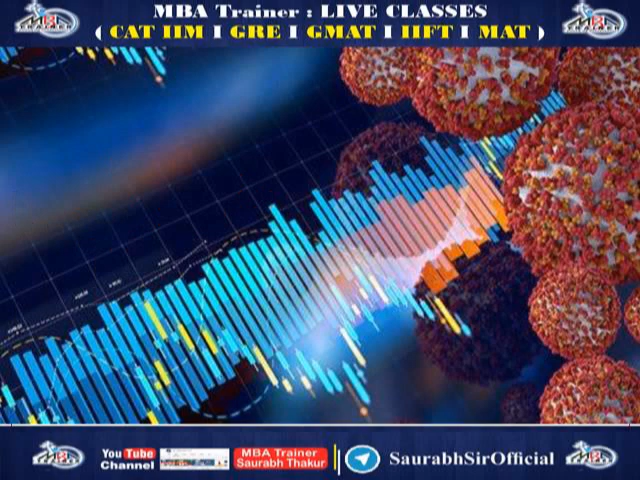 MBA Trainer : LIVE CLASSES
( CAT IIM I GRE I GMAT I IIFT I MAT )
You Tube
Channel
MBA Trainer
Saurabh Thakur
SaurabhSirOfficial